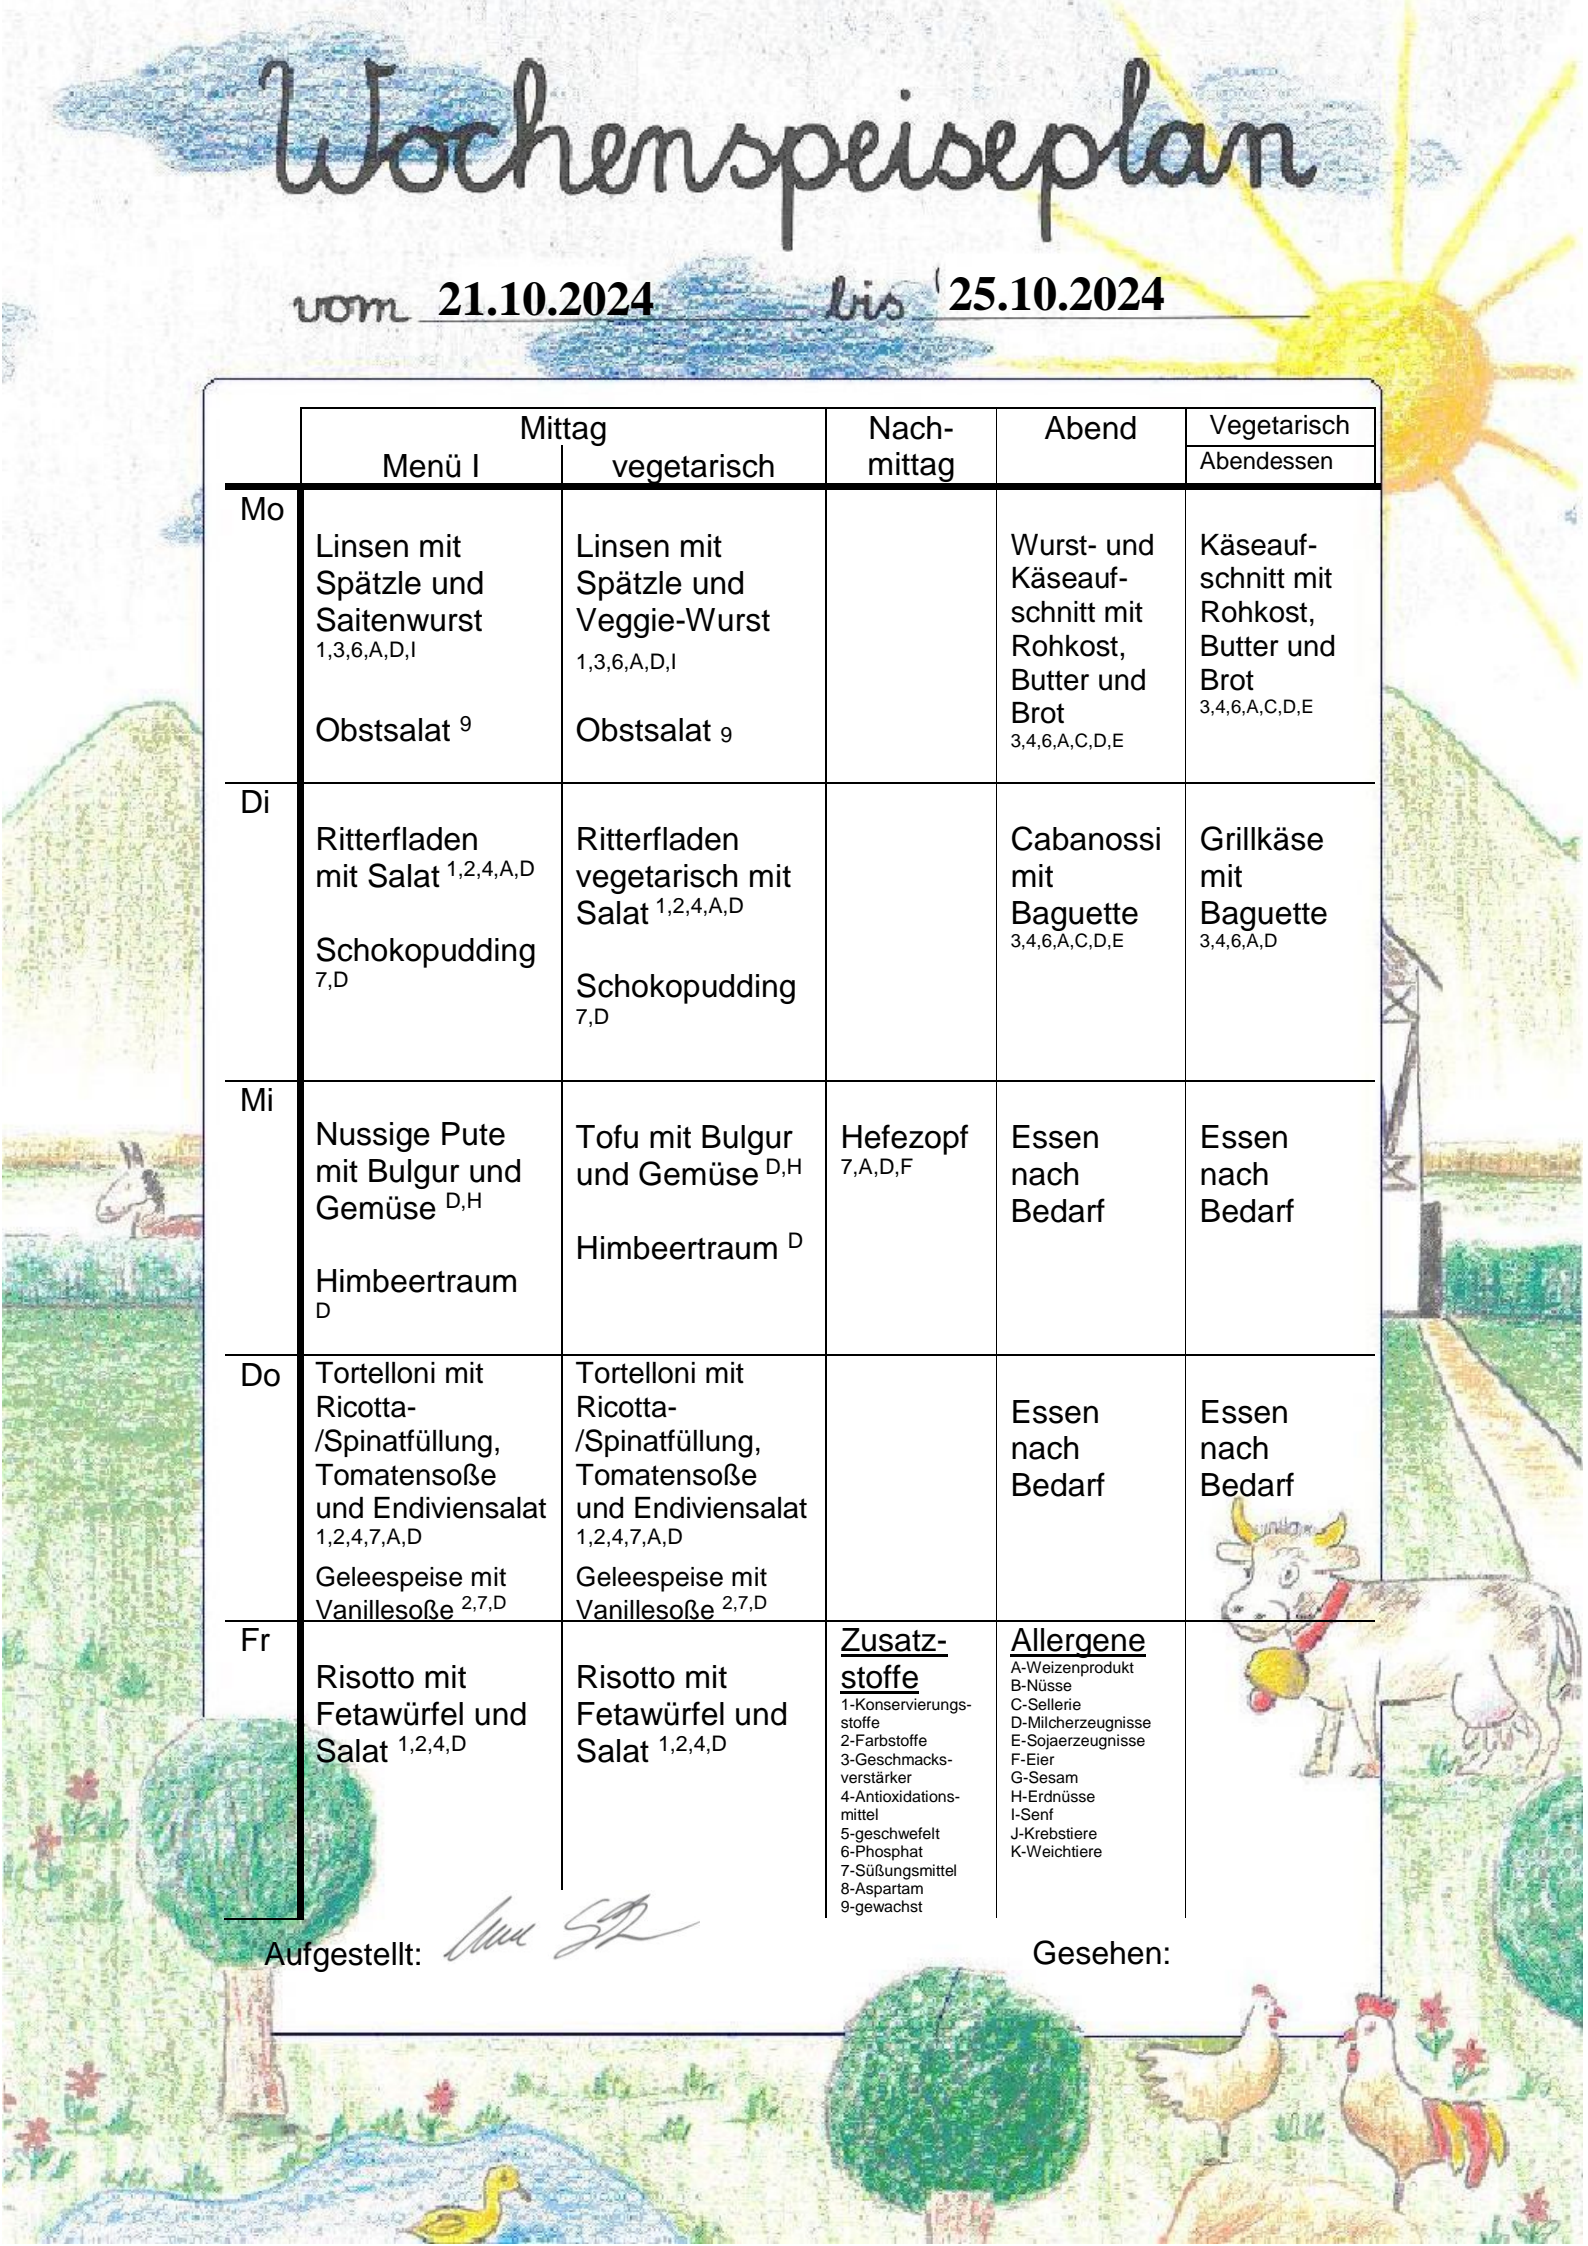 Wochenspeiseplan
vom 21.10.2024 bis 25.10.2024
Mittag
Menü I
vegetarisch
Nach-
mittag
Abend
Vegetarisch
Abendessen
Mo
Linsen mit
Spätzle und
Saitenwurst
1,3,6,A,D,I
Obstsalat 9
Linsen mit
Spätzle und
Veggie-Wurst
1,3,6,A,D,I
Obstsalat 9
Wurst- und
Käseauf-
schnitt mit
Rohkost,
Butter und
Brot
3,4,6,A,C,D,E
Käseauf-
schnitt mit
Rohkost,
Butter und
Brot
3,4,6,A,C,D,E
Di
Ritterfladen
mit Salat 1,2,4,A,D
Schokopudding
7,D
Ritterfladen
vegetarisch mit
Salat 1,2,4,A,D
Schokopudding
7,D
Cabanossi
mit
Baguette
3,4,6,A,C,D,E
Grillkäse
mit
Baguette
3,4,6,A,D
Mi
Nussige Pute
mit Bulgur und
Gemüse D,H
Himbeertraum
D
Tofu mit Bulgur
und Gemüse D,H
Himbeertraum D
Hefezopf
7,A,D,F
Essen
nach
Bedarf
Essen
nach
Bedarf
Do
Tortelloni mit
Ricotta-
/Spinatfüllung,
Tomatensoße
und Endiviensalat
1,2,4,7,A,D
Geleespeise mit
Vanillesoße 2,7,D
Tortelloni mit
Ricotta-
/Spinatfüllung,
Tomatensoße
und Endiviensalat
1,2,4,7,A,D
Geleespeise mit
Vanillesoße 2,7,D
Essen
nach
Bedarf
Essen
nach
Bedarf
Fr
Risotto mit
Fetawürfel und
Salat 1,2,4,D
Risotto mit
Fetawürfel und
Salat 1,2,4,D
Zusatz-
stoffe
1-Konservierungs-
stoffe
2-Farbstoffe
3-Geschmacks-
verstärker
4-Antioxidations-
mittel
5-geschwefelt
6-Phosphat
7-Süßungsmittel
8-Aspartam
9-gewachst
Allergene
A-Weizenprodukt
B-Nüsse
C-Sellerie
D-Milcherzeugnisse
E-Sojaerzeugnisse
F-Eier
G-Sesam
H-Erdnüsse
I-Senf
J-Krebstiere
K-Weichtiere
Aufgestellt:
Gesehen: